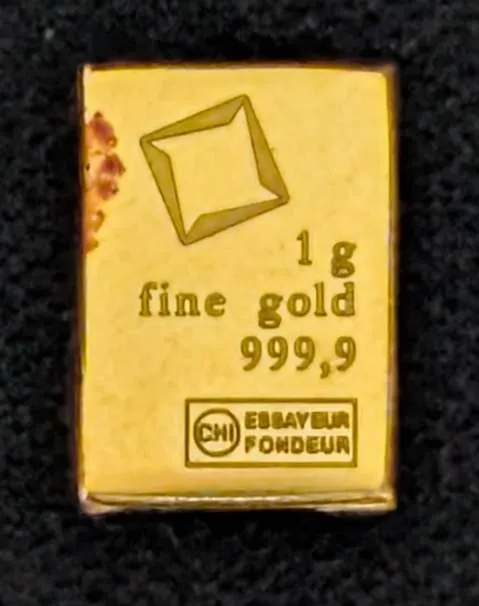 1 g
fine gold
999,9
CHI ESSAYEUR
FONDEUR